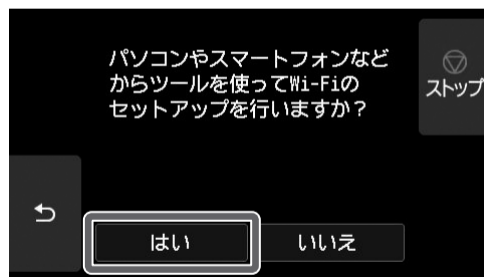 パソコンやスマートフォンなど
からツールを使ってWi-Fiの
セットアップを行いますか？
ストップ
はい
いいえ